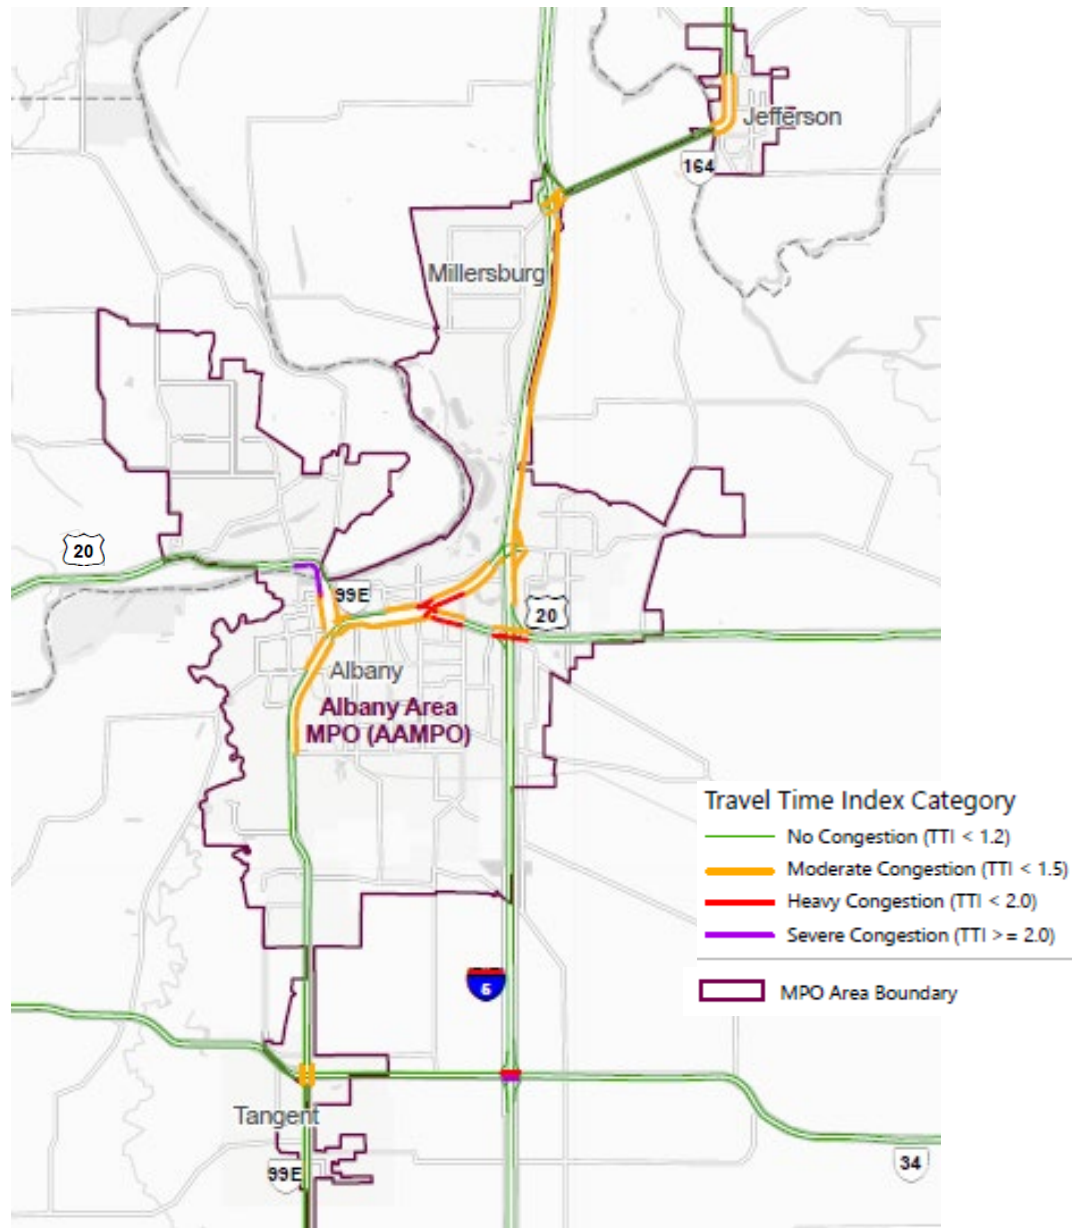 Jefferson
164
Millersburg
20
99E
20
Albany
Albany Area
MPO (AAMPO)
Travel Time Index Category
No Congestion (TTI < 1.2)
Moderate Congestion (TTI < 1.5)
Heavy Congestion (TTI < 2.0)
Severe Congestion (TTI >= 2.0)
MPO Area Boundary
5
Tangent
99E
34